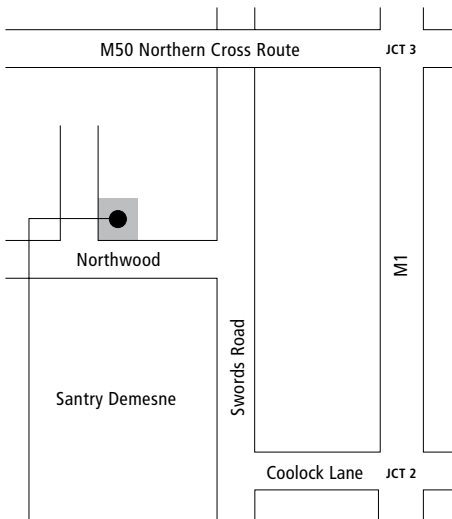 M50 Northern Cross Route
JCT 3
Northwood
M1
Swords Road
Santry Demesne
Coolock Lane
JCT 2